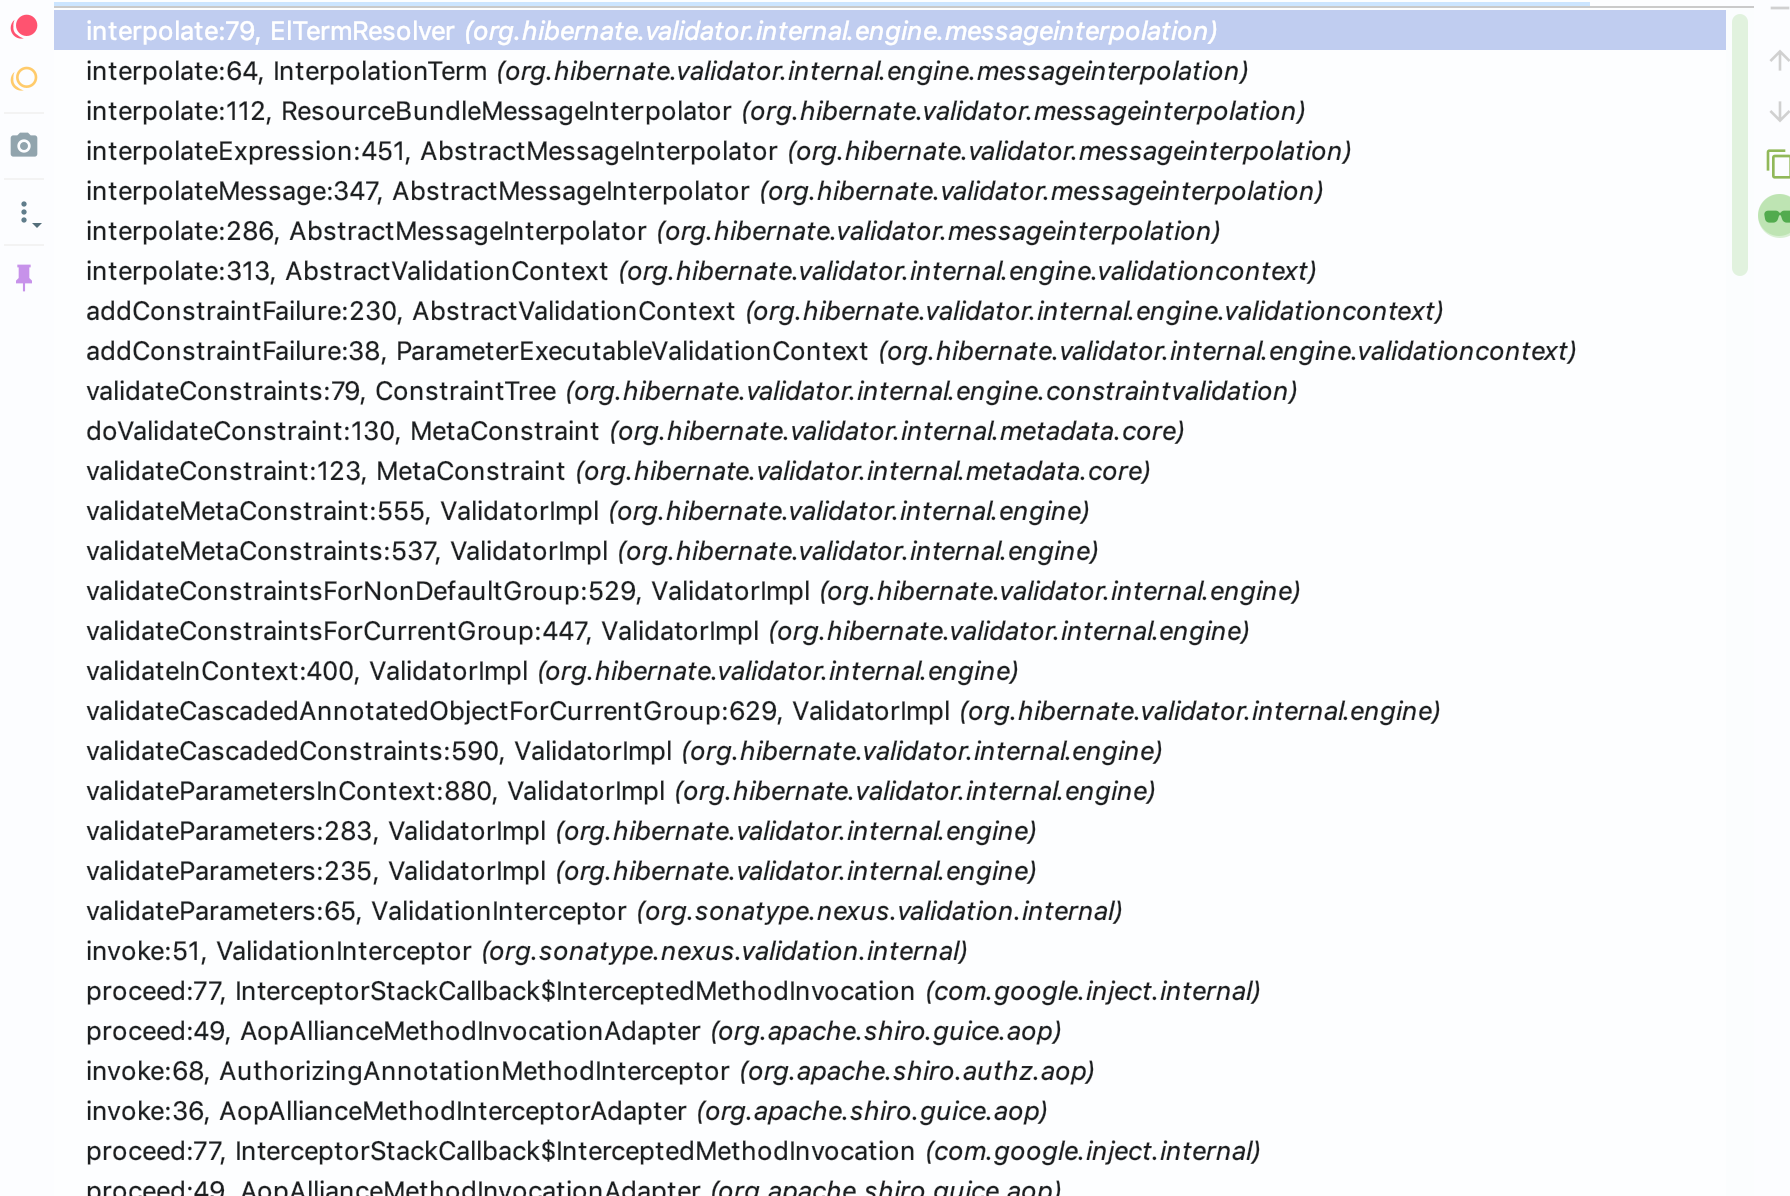 interpolate:79, ElTermResolver (org.hibernate.validator.internal.engine.messageinterpolation)
interpolate:64, InterpolationTerm (org.hibernate.validator.internal.engine.messageinterpolation)
interpolate:112, ResourceBundleMessageInterpolator (org.hibernate.validator.messageinterpolation)
interpolateExpression:451, AbstractMessageInterpolator (org.hibernate.validator.messageinterpolation)
interpolateMessage:347, AbstractMessageInterpolator (org.hibernate.validator.messageinterpolation)
interpolate:286, AbstractMessageInterpolator (org.hibernate.validator.messageinterpolation)
interpolate:313, AbstractValidationContext (org.hibernate.validator.internal.engine.validationcontext)
addConstraintFailure:230, AbstractValidationContext (org.hibernate.validator.internal.engine.validationcontext)
addConstraintFailure:38, ParameterExecutableValidationContext (org.hibernate.validator.internal.engine.validationcontext)
validateConstraints:79, ConstraintTree (org.hibernate.validator.internal.engine.constraintvalidation)
doValidateConstraint:130, MetaConstraint (org.hibernate.validator.internal.metadata.core)
validateConstraint:123, MetaConstraint (org.hibernate.validator.internal.metadata.core)
validateMetaConstraint:555, ValidatorImpl (org.hibernate.validator.internal.engine)
validateMetaConstraints:537, ValidatorImpl (org.hibernate.validator.internal.engine)
validateConstraintsForNonDefaultGroup:529, ValidatorImpl (org.hibernate.validator.internal.engine)
validateConstraintsForCurrentGroup:447, ValidatorImpl (org.hibernate.validator.internal.engine)
validateInContext:400, ValidatorImpl (org.hibernate.validator.internal.engine)
validateCascadedAnnotatedObjectForCurrentGroup:629, ValidatorImpl (org.hibernate.validator.internal.engine)
validateCascadedConstraints:590, ValidatorImpl (org.hibernate.validator.internal.engine)
validateParametersInContext:880, ValidatorImpl (org.hibernate.validator.internal.engine)
validateParameters:283, ValidatorImpl (org.hibernate.validator.internal.engine)
validateParameters:235, ValidatorImpl (org.hibernate.validator.internal.engine)
validateParameters:65, ValidationInterceptor (org.sonatype.nexus.validation.internal)
invoke:51, ValidationInterceptor (org.sonatype.nexus.validation.internal)
proceed:77, InterceptorStackCallback$InterceptedMethodInvocation (com.google.inject.internal)
proceed:49, AopAllianceMethodInvocationAdapter (org.apache.shiro.guice.aop)
invoke:68, AuthorizingAnnotationMethodInterceptor (org.apache.shiro.authz.aop)
invoke:36, AopAllianceMethodInterceptorAdapter (org.apache.shiro.guice.aop)
proceed:77, InterceptorStackCallback$InterceptedMethodInvocation (com.google.inject.internal)
proceed:49, AopAllianceMethodInvocationAdapter (org.apache.shiro.guice.aop)